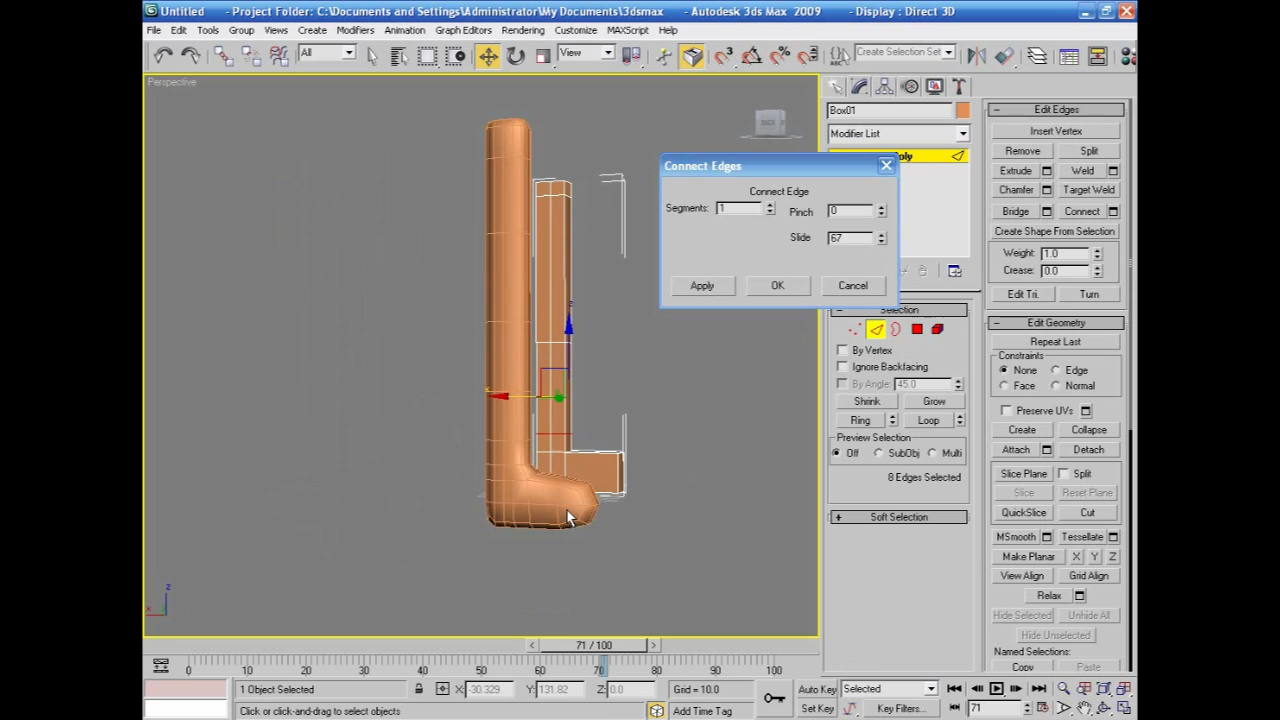 Untitled - Project Folder: C:\Documents and Settings\Administrator\My Documents\3dsmax - Autodesk 3ds Max 2009 - Display : Direct 3D
File Edit Tools Group Views Create Modifiers Animation Graph Editors Rendering Customize MAXScript Help
All View Create Selection Set
Perspective
BACK
Box01
Modifier List
Poly
Connect Edges
Connect Edge
Segments: 1 Pinch 0
Slide 67
Apply OK Cancel
Selection
By Vertex
Ignore Backfacing
By Angle: 45.0
Shrink Grow
Ring Loop
Preview Selection
Off SubObj Multi
8 Edges Selected
Soft Selection
Edit Edges
Insert Vertex
Remove Split
Extrude Weld
Chamfer Target Weld
Bridge Connect
Create Shape From Selection
Weight: 1.0
Crease: 0.0
Edit Tri. Turn
Edit Geometry
Repeat Last
Constraints
None Edge
Face Normal
Preserve UVs
Create Collapse
Attach Detach
Slice Plane Split
Slice Reset Plane
QuickSlice Cut
MSmooth Tessellate
Make Planar X Y Z
View Align Grid Align
Relax
Hide Selected Unhide All
Hide Unselected
Named Selections:
Copy Paste
z
x
71 / 100
0 10 20 30 40 50 60 70 80 90 100
1 Object Selected X: -30.329 Y: 131.82 Z: 0.0 Grid = 10.0 Auto Key Selected
Click or click-and-drag to select objects Add Time Tag Set Key Key Filters... 71